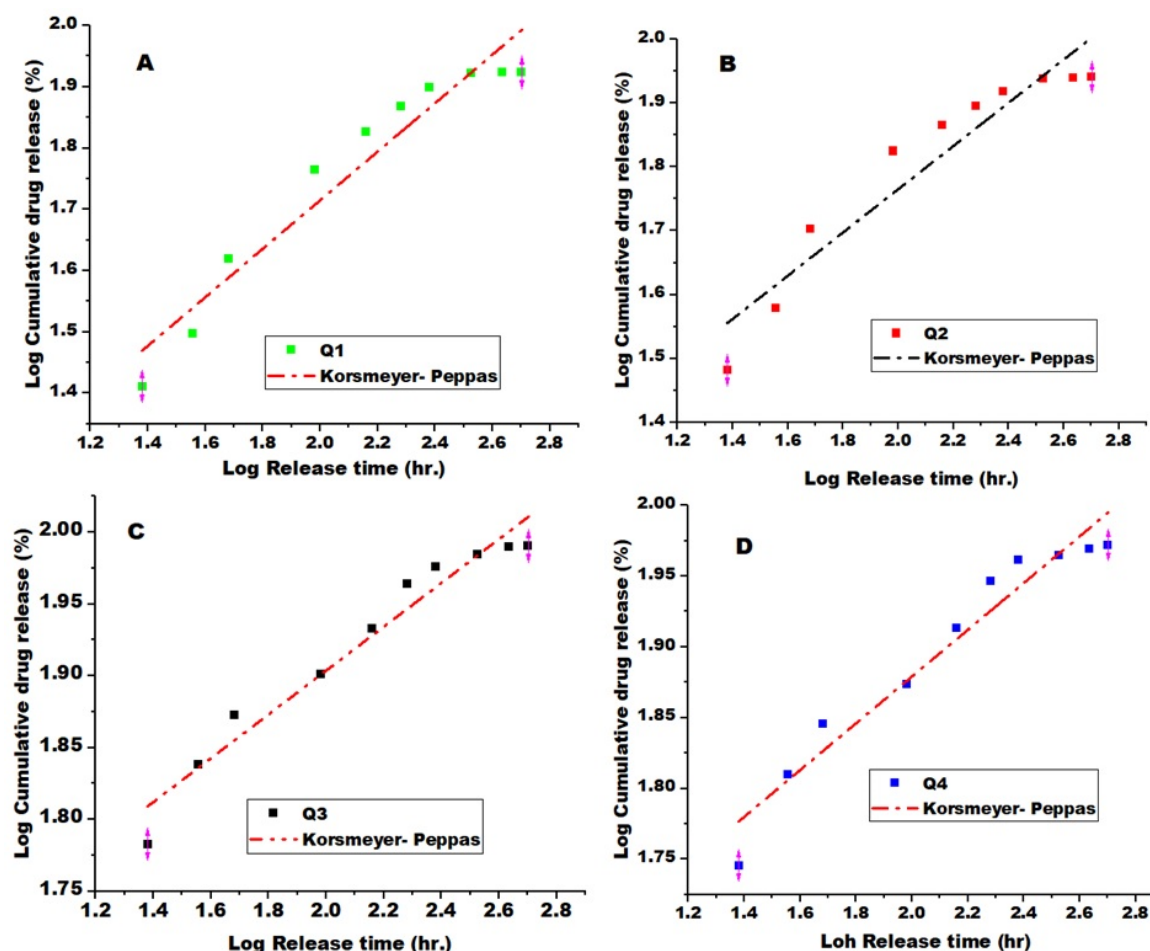 A
Log Cumulative drug release (%)
2.0
1.9
1.8
1.7
1.6
1.5
1.4
Q1
Korsmeyer- Peppas
1.2 1.4 1.6 1.8 2.0 2.2 2.4 2.6 2.8
Log Release time (hr.)
B
Log Cumulative drug release (%)
2.0
1.9
1.8
1.7
1.6
1.5
1.4
Q2
Korsmeyer- Peppas
1.2 1.4 1.6 1.8 2.0 2.2 2.4 2.6 2.8
Log Release time (hr.)
C
Log Cumulative drug release (%)
2.00
1.95
1.90
1.85
1.80
1.75
Q3
Korsmeyer- Peppas
1.2 1.4 1.6 1.8 2.0 2.2 2.4 2.6 2.8
Log Release time (hr.)
D
Log Cumulative drug release (%)
2.00
1.95
1.90
1.85
1.80
1.75
Q4
Korsmeyer- Peppas
1.2 1.4 1.6 1.8 2.0 2.2 2.4 2.6 2.8
Loh Release time (hr)